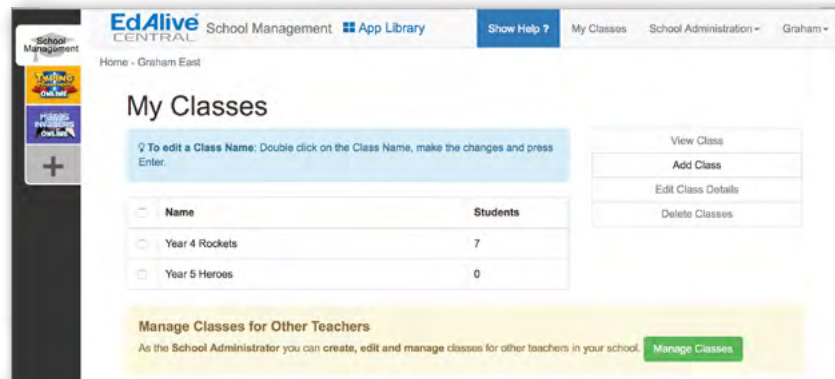 School
Management
EdAlive
CENTRAL
School Management
App Library
Show Help ?
My Classes
School Administration
Graham
TYPING
ONLINE
INVASORS
ONLINE
Home - Graham East
My Classes
To edit a Class Name: Double click on the Class Name, make the changes and press
Enter.
View Class
Add Class
Edit Class Details
Delete Classes
Name Students
Year 4 Rockets 7
Year 5 Heroes 0
Manage Classes for Other Teachers
As the School Administrator you can create, edit and manage classes for other teachers in your school.
Manage Classes